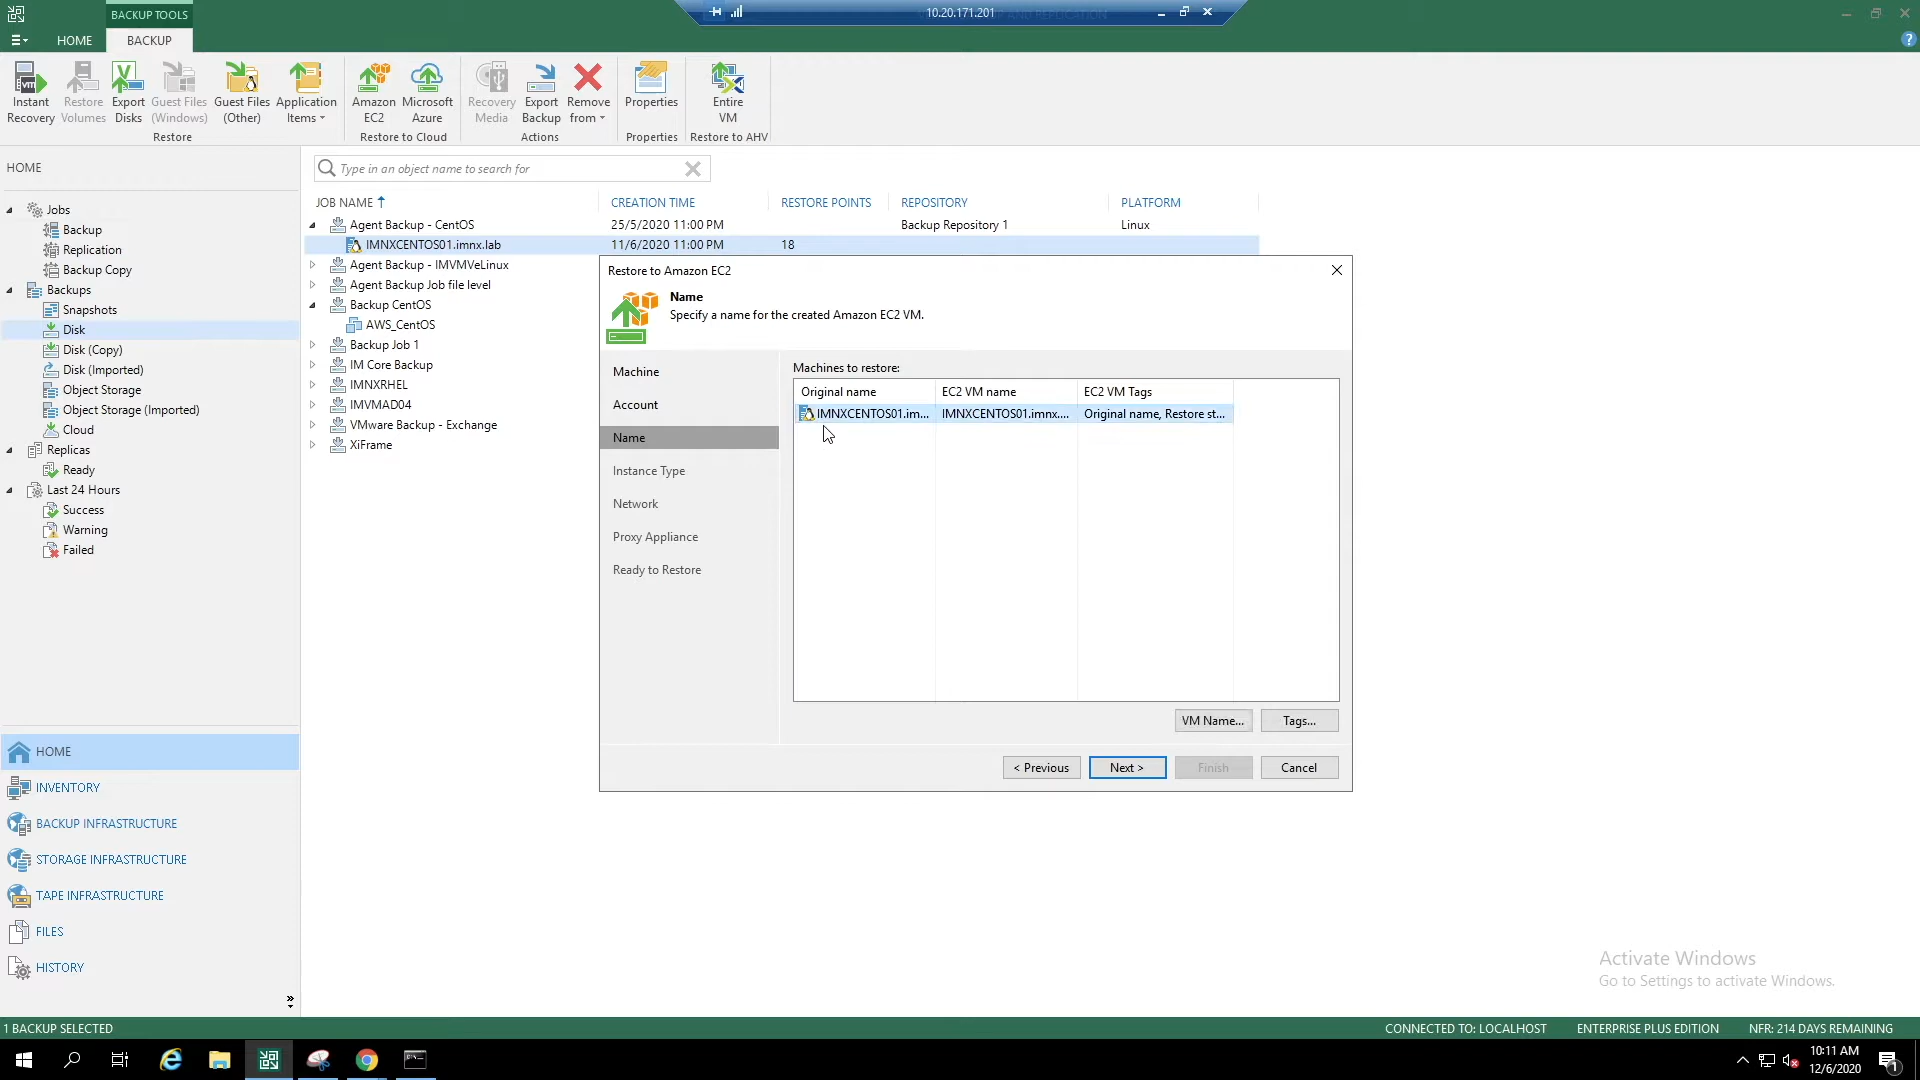 BACKUP TOOLS
10.20.171.201
HOME
BACKUP
Instant Recovery
Restore Volumes
Export Disks
Guest Files (Windows)
Guest Files (Other)
Application Items
Amazon EC2
Microsoft Azure
Recovery Media
Export Backup
Remove from
Properties
Entire VM
Restore
Restore to Cloud
Actions
Properties
Restore to AHV
HOME
Jobs
Backup
Replication
Backup Copy
Backups
Snapshots
Disk
Disk (Copy)
Disk (Imported)
Object Storage
Object Storage (Imported)
Cloud
Replicas
Ready
Last 24 Hours
Success
Warning
Failed
HOME
INVENTORY
BACKUP INFRASTRUCTURE
STORAGE INFRASTRUCTURE
TAPE INFRASTRUCTURE
FILES
HISTORY
Type in an object name to search for
JOB NAME CREATION TIME RESTORE POINTS REPOSITORY PLATFORM
Agent Backup - CentOS 25/5/2020 11:00 PM Backup Repository 1 Linux
IMNXCENTOS01.imnx.lab 11/6/2020 11:00 PM 18
Agent Backup - IMVMVeLinux
Agent Backup Job file level
Backup CentOS
AWS_CentOS
Backup Job 1
IM Core Backup
IMNXRHEL
IMVMAD04
VMware Backup - Exchange
XiFrame
Restore to Amazon EC2
Name
Specify a name for the created Amazon EC2 VM.
Machine
Account
Name
Instance Type
Network
Proxy Appliance
Ready to Restore
Machines to restore:
Original name EC2 VM name EC2 VM Tags
IMNXCENTOS01.im... IMNXCENTOS01.imnx.... Original name, Restore st...
VM Name... Tags...
< Previous Next > Finish Cancel
Activate Windows
Go to Settings to activate Windows.
1 BACKUP SELECTED CONNECTED TO: LOCALHOST ENTERPRISE PLUS EDITION NFR: 214 DAYS REMAINING
10:11 AM
12/6/2020
1